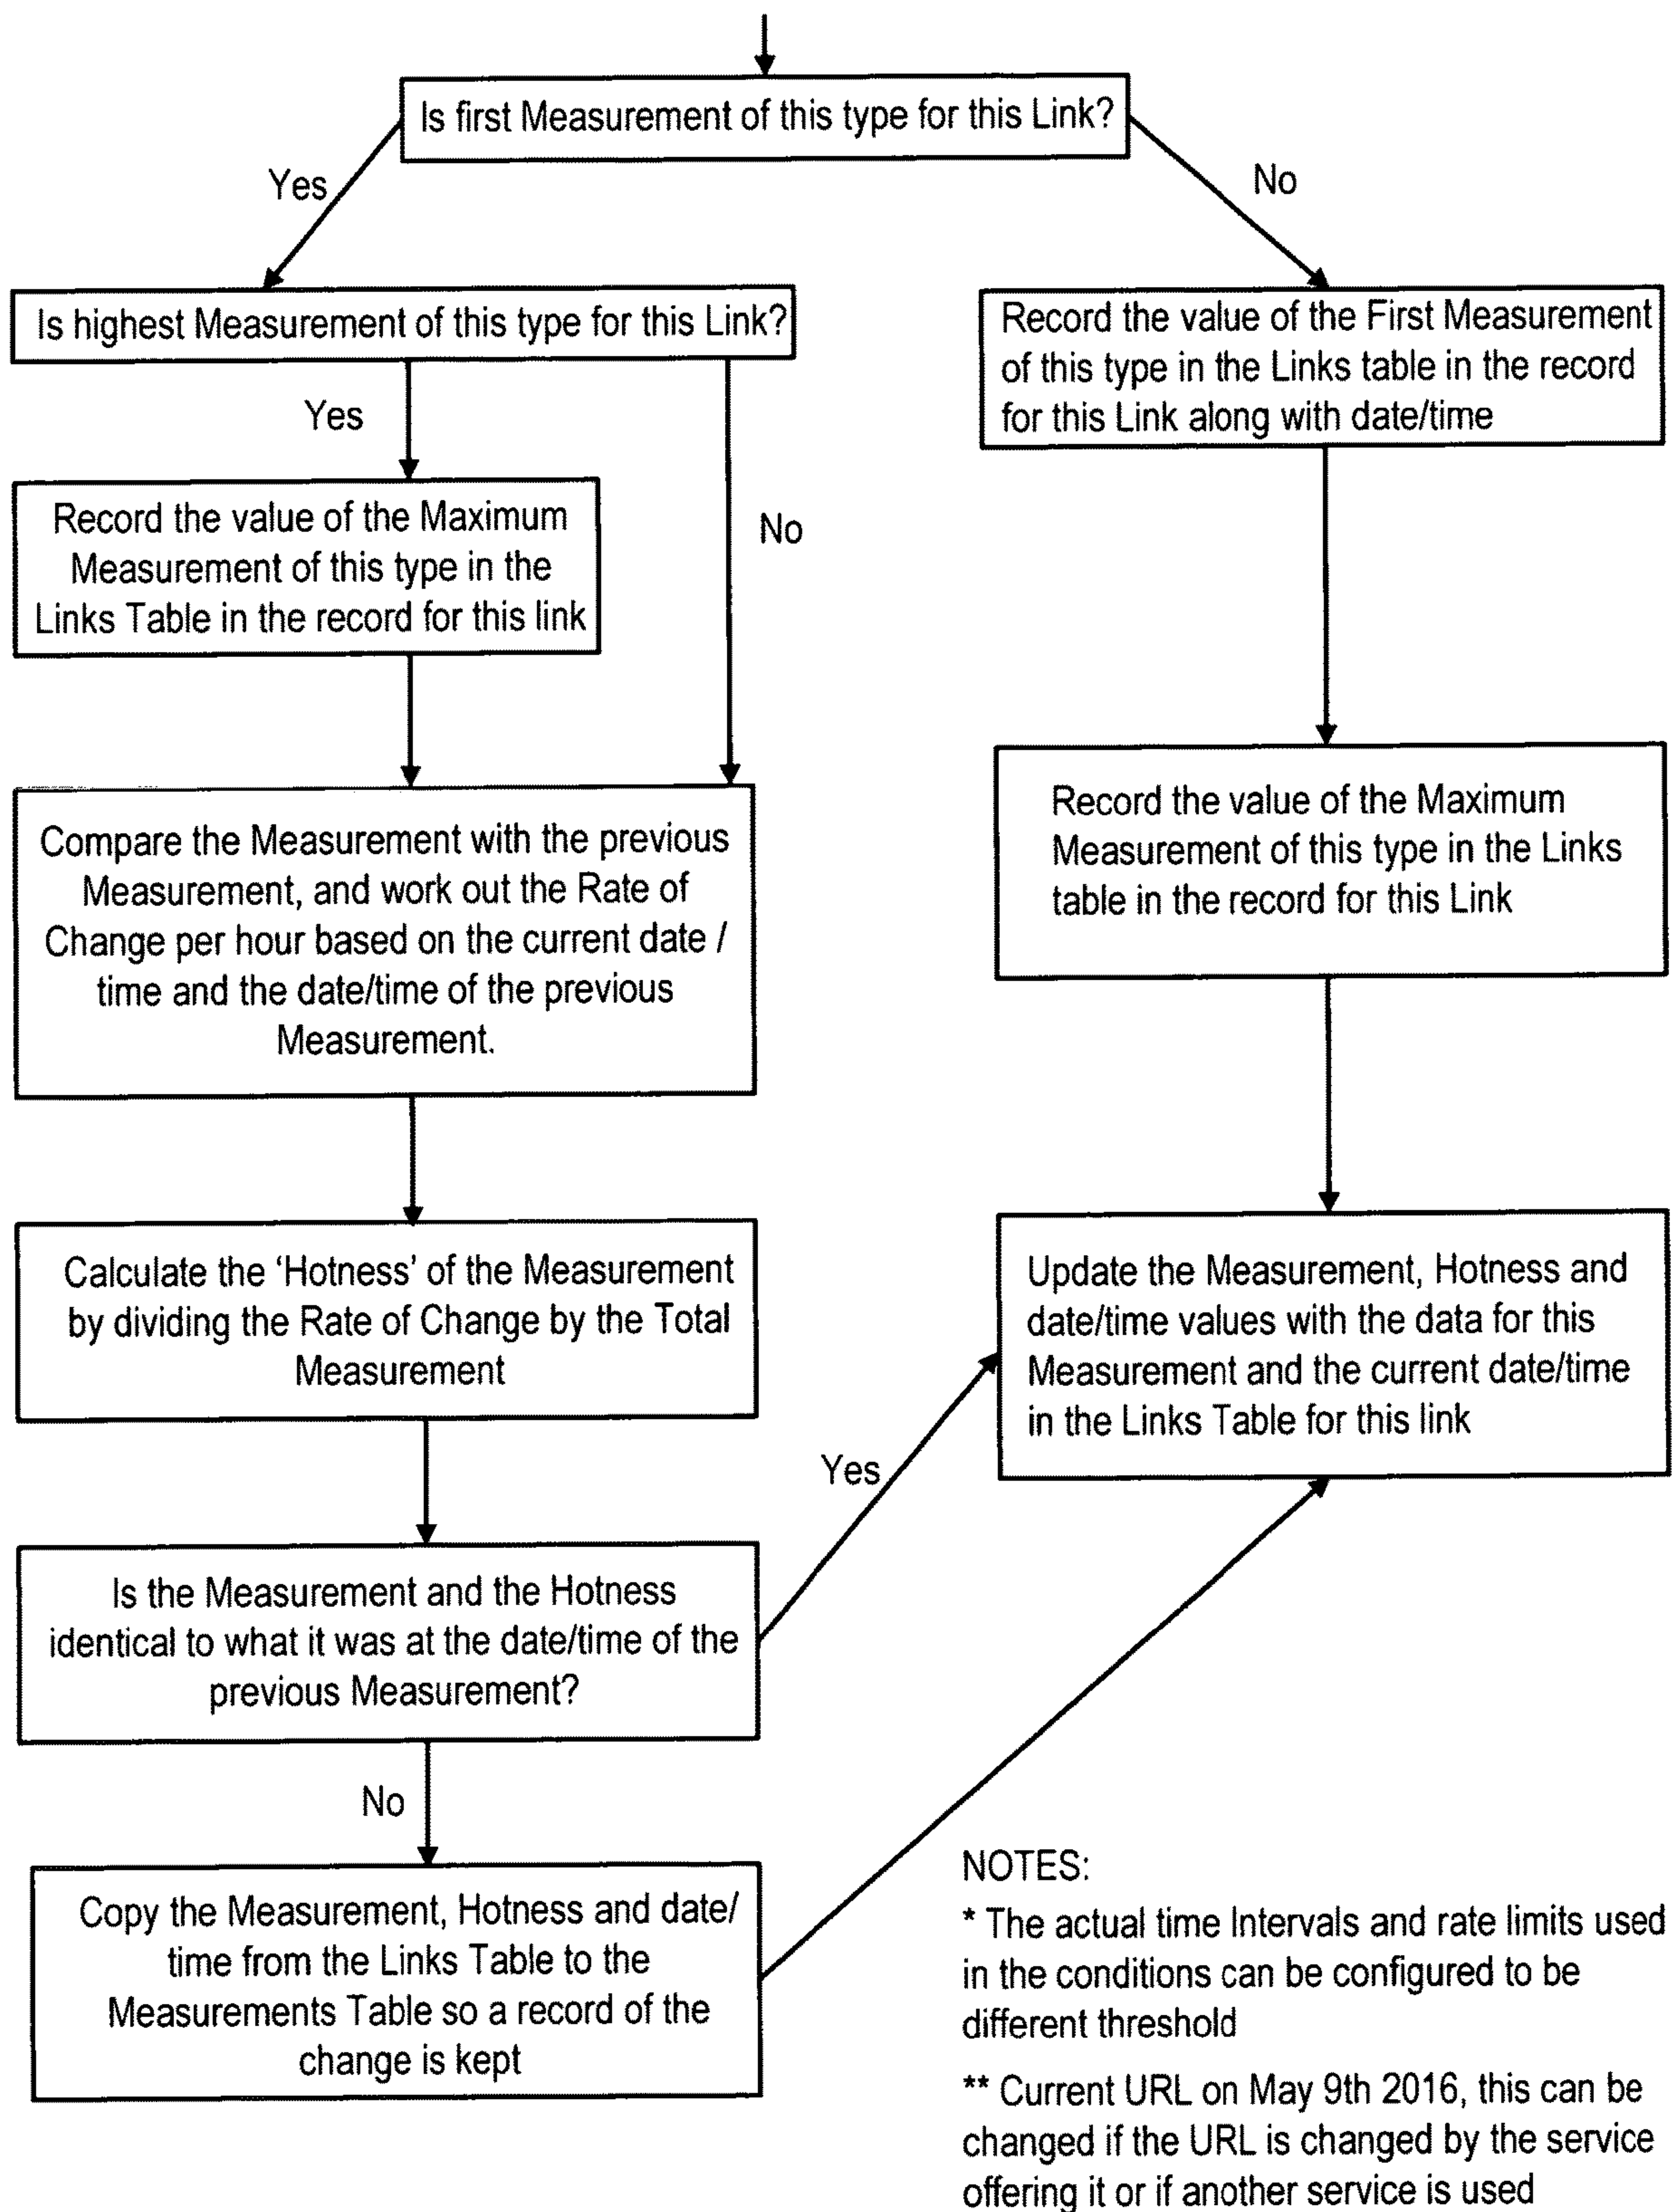 Is first Measurement of this type for this Link?
Yes
No
Is highest Measurement of this type for this Link?
Record the value of the First Measurement
of this type in the Links table in the record
for this Link along with date/time
Yes
No
Record the value of the Maximum
Measurement of this type in the
Links Table in the record for this link
Record the value of the Maximum
Measurement of this type in the Links
table in the record for this Link
Compare the Measurement with the previous
Measurement, and work out the Rate of
Change per hour based on the current date /
time and the date/time of the previous
Measurement.
Calculate the ‘Hotness’ of the Measurement
by dividing the Rate of Change by the Total
Measurement
Update the Measurement, Hotness and
date/time values with the data for this
Measurement and the current date/time
in the Links Table for this link
Yes
Is the Measurement and the Hotness
identical to what it was at the date/time of the
previous Measurement?
No
Copy the Measurement, Hotness and date/
time from the Links Table to the
Measurements Table so a record of the
change is kept
NOTES:
* The actual time Intervals and rate limits used
in the conditions can be configured to be
different threshold
** Current URL on May 9th 2016, this can be
changed if the URL is changed by the service
offering it or if another service is used